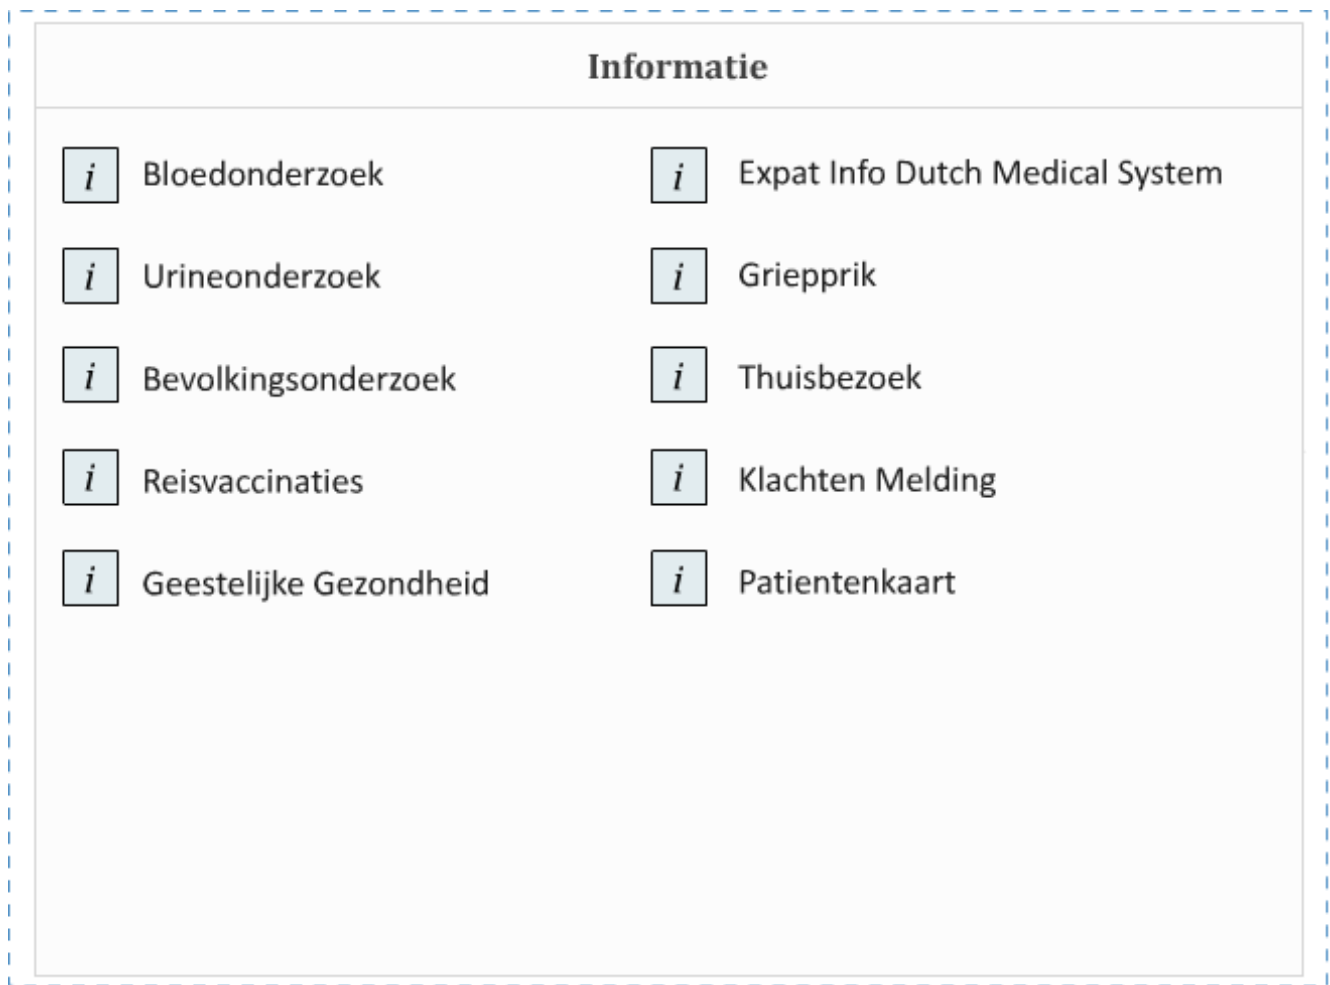 Informatie
i Bloedonderzoek
i Urineonderzoek
i Bevolkingsonderzoek
i Reisvaccinaties
i Geestelijke Gezondheid
i Expat Info Dutch Medical System
i Griepprik
i Thuisbezoek
i Klachten Melding
i Patientenkaart